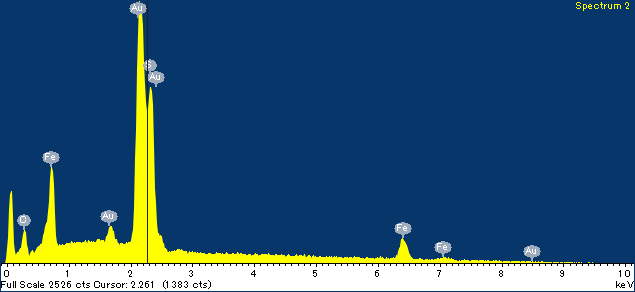 Spectrum 2
Au
S
Au
Fe
C
Au
Fe
Fe
Au
0 1 2 3 4 5 6 7 8 9 10
Full Scale 2526 cts Cursor: 2.261 (1383 cts) keV